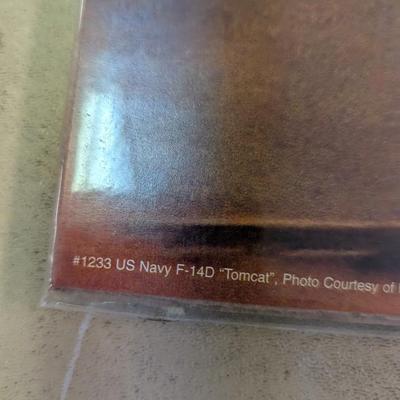 #1233 US Navy F-14D "Tomcat", Photo Courtesy of